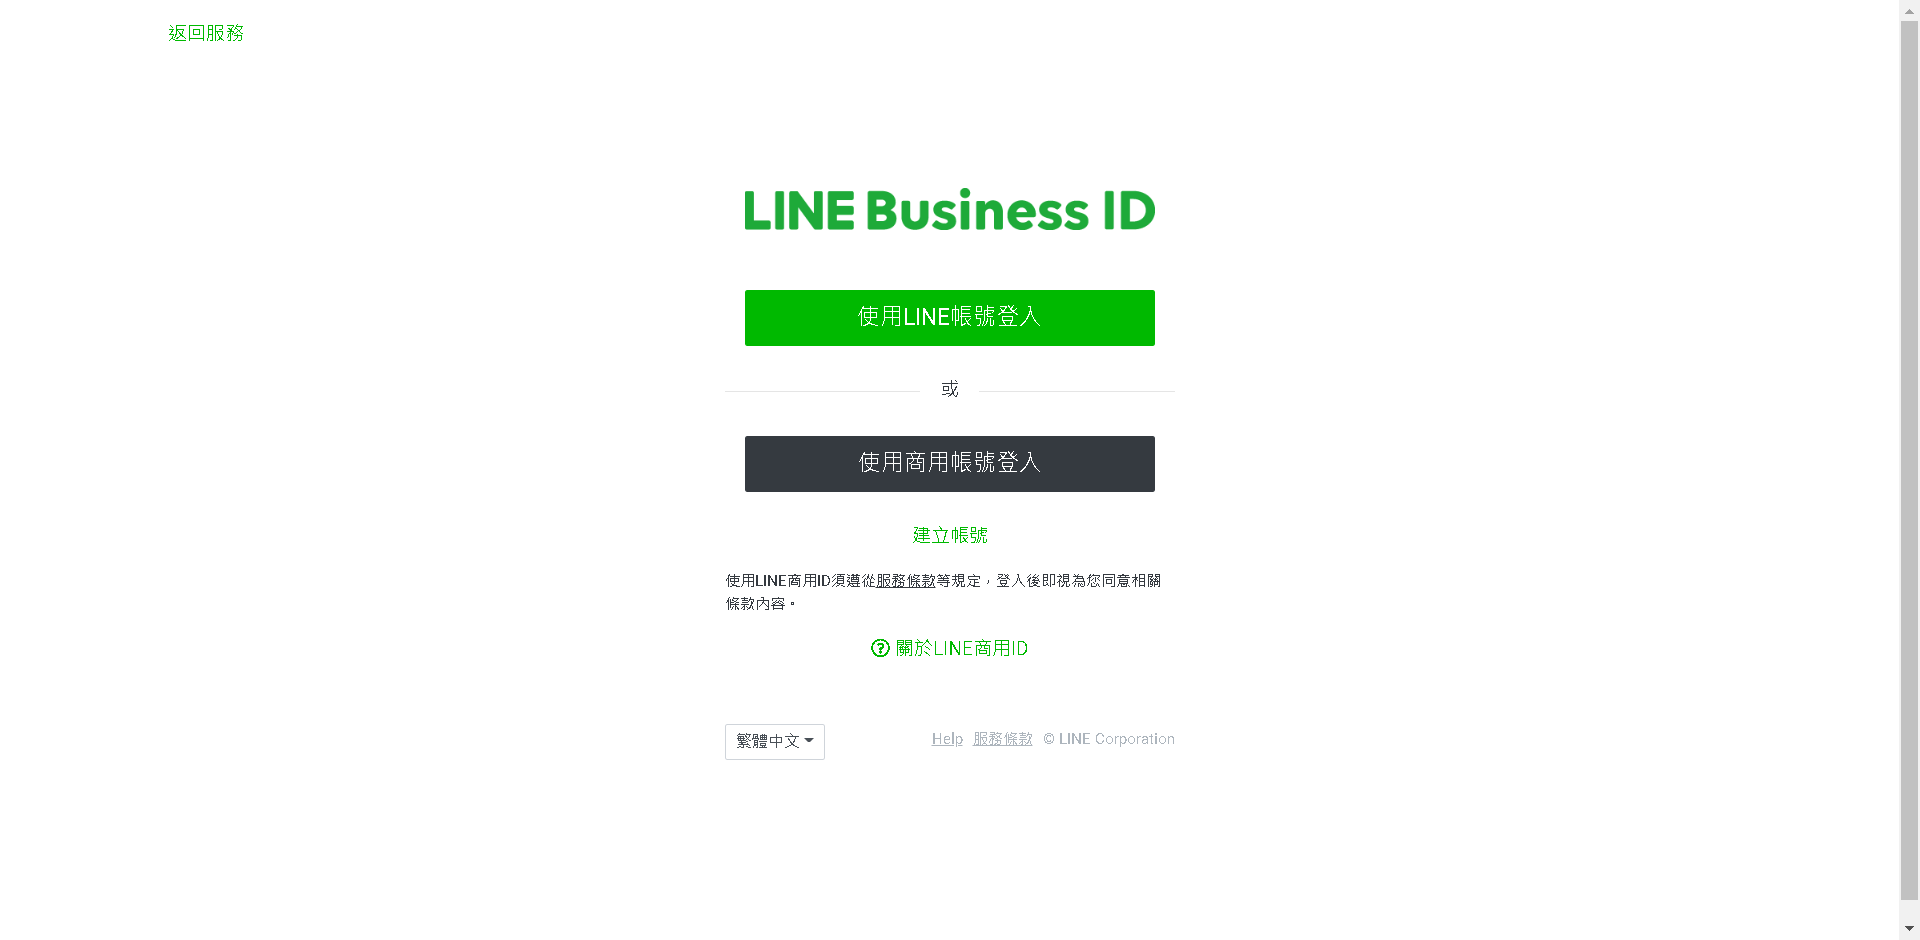 返回服務
LINE Business ID
使用LINE帳號登入
或
使用商用帳號登入
建立帳號
使用LINE商用ID須遵從服務條款等規定，登入後即視為您同意相關
條款內容。
關於LINE商用ID
繁體中文
Help 服務條款 © LINE Corporation